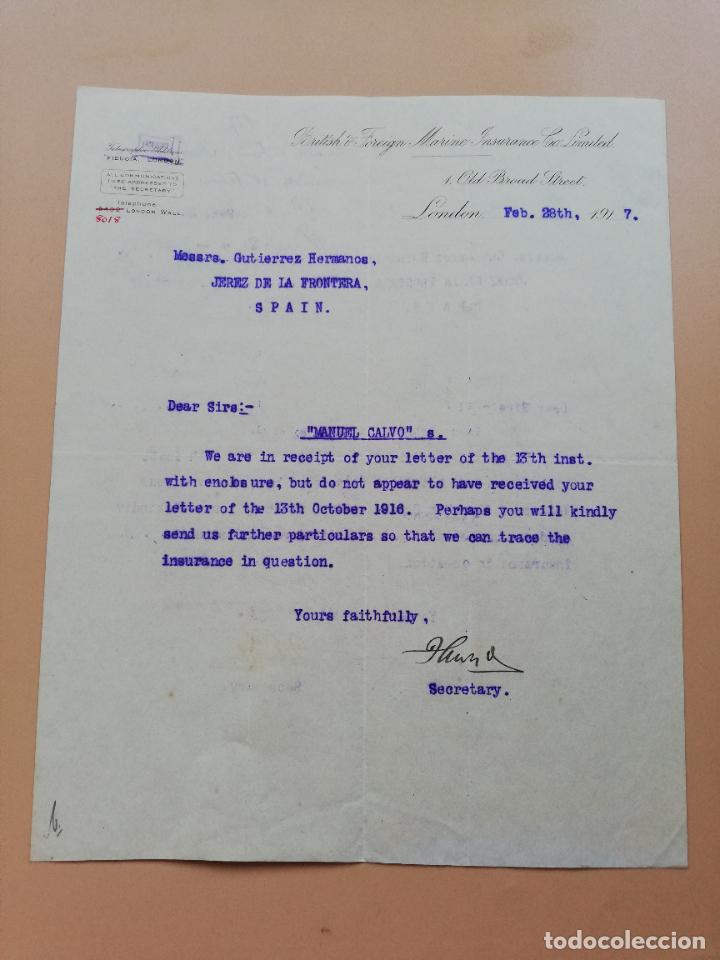 British & Foreign Marine Insurance Co. Limited
1, Old Broad Street,
London. Feb. 28th, 1917.
"FIDUCIA, LONDON."
ALL COMMUNICATIONS
TO BE ADDRESSED TO
"THE SECRETARY"
Telephone
LONDON WALL.
8018
Messrs. Gutierrez Hermanos,
JEREZ DE LA FRONTERA,
SPAIN.
Dear Sirs:-
"MANUEL CALVO" s.
We are in receipt of your letter of the 13th inst.
with enclosure, but do not appear to have received your
letter of the 13th October 1916. Perhaps you will kindly
send us further particulars so that we can trace the
insurance in question.
Yours faithfully,
Secretary.
todocoleccion
todocoleccion